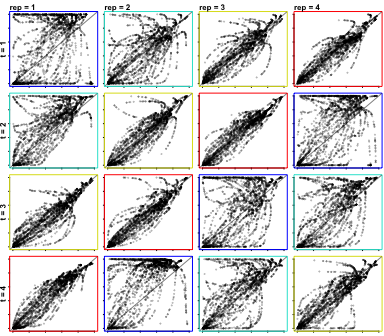 rep = 1
rep = 2
rep = 3
rep = 4
t = 1
t = 2
t = 3
t = 4